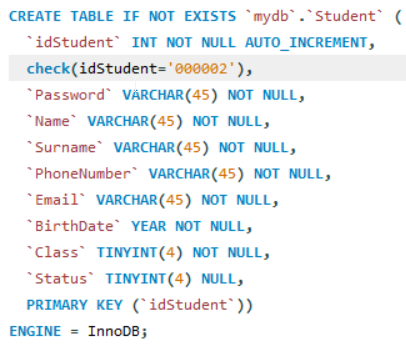 CREATE TABLE IF NOT EXISTS `mydb`.`Student` (
`idStudent` INT NOT NULL AUTO_INCREMENT,
check(idStudent='000002'),
`Password` VARCHAR(45) NOT NULL,
`Name` VARCHAR(45) NOT NULL,
`Surname` VARCHAR(45) NOT NULL,
`PhoneNumber` VARCHAR(45) NOT NULL,
`Email` VARCHAR(45) NOT NULL,
`BirthDate` YEAR NOT NULL,
`Class` TINYINT(4) NOT NULL,
`Status` TINYINT(4) NULL,
PRIMARY KEY (`idStudent`))
ENGINE = InnoDB;